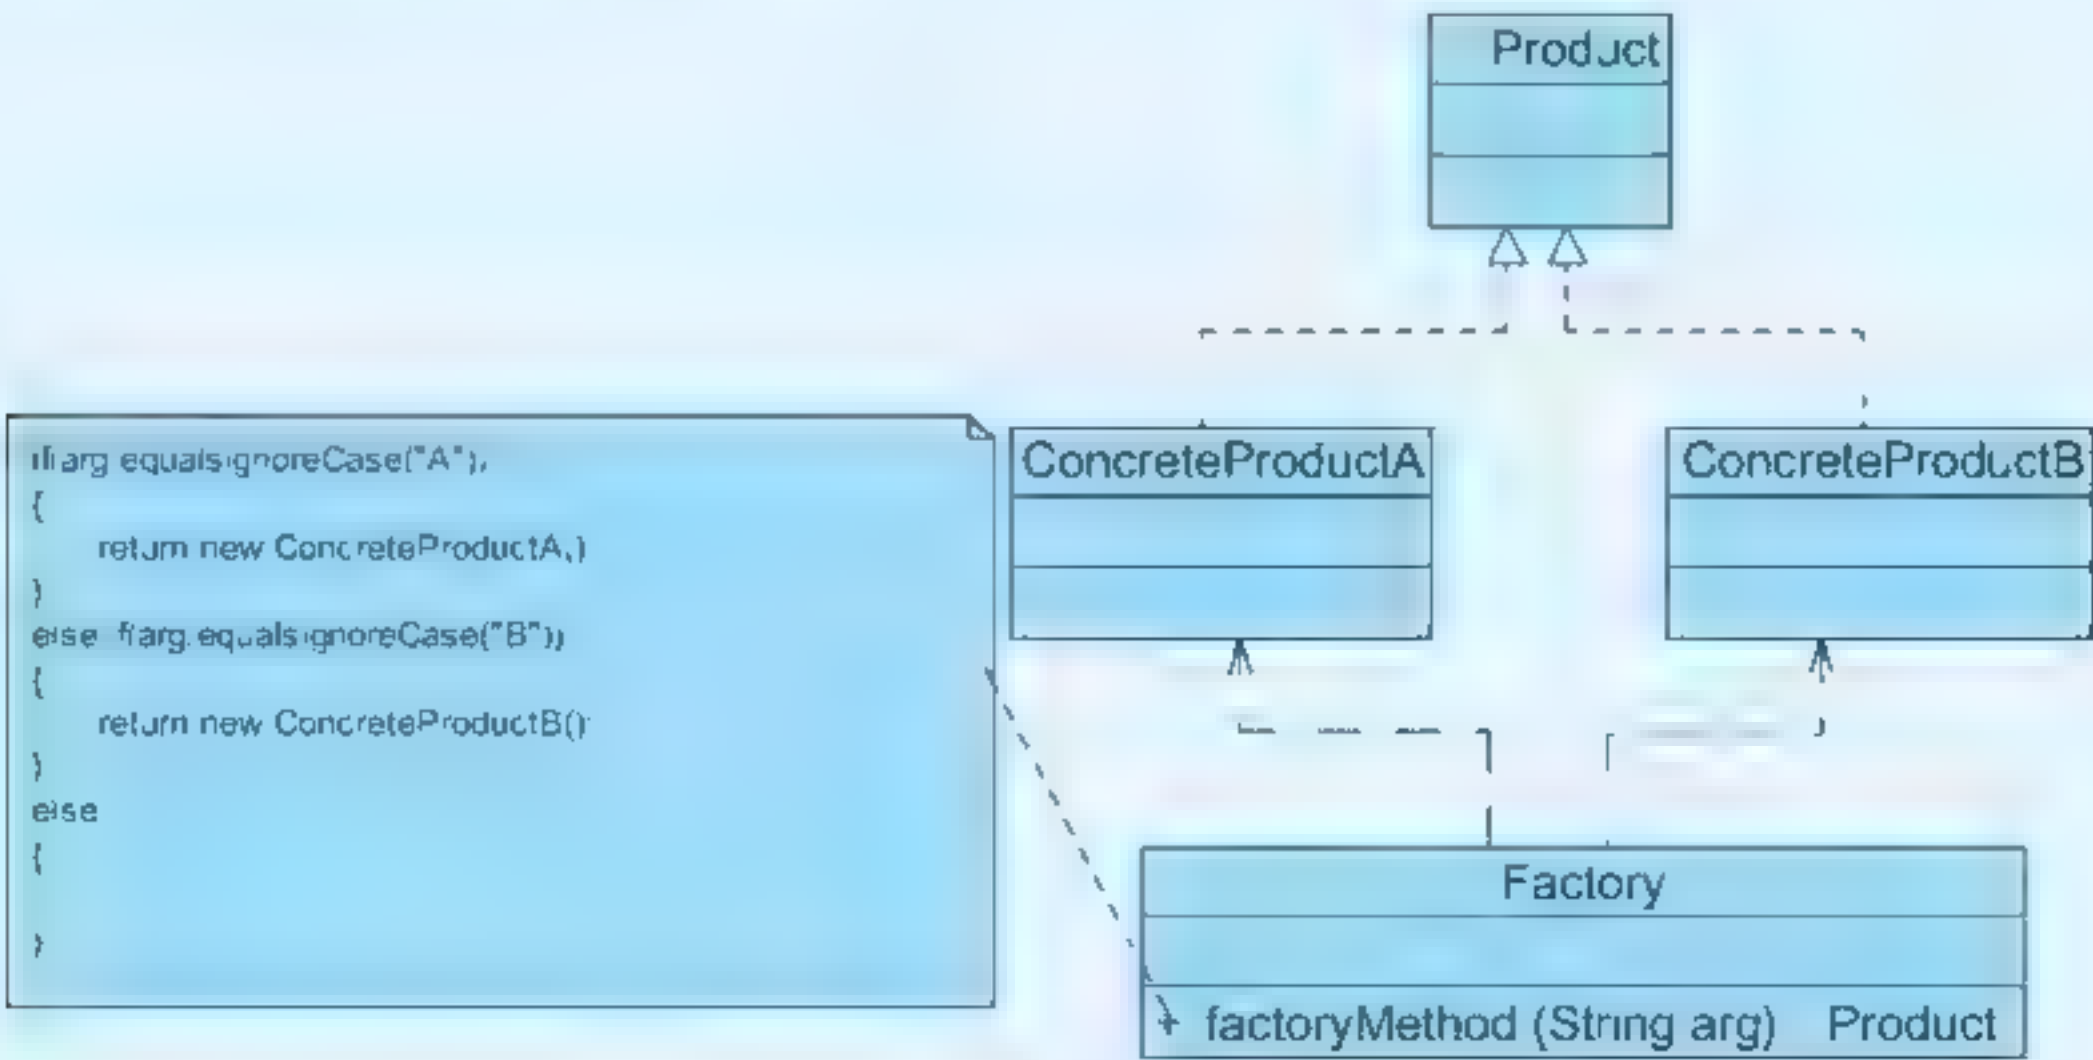 Product
if(arg equalsIgnoreCase("A"))
{
return new ConcreteProductA()
}
else if(arg.equalsIgnoreCase("B"))
{
return new ConcreteProductB()
}
else
{
}
ConcreteProductA
ConcreteProductB
Factory
+ factoryMethod (String arg) Product